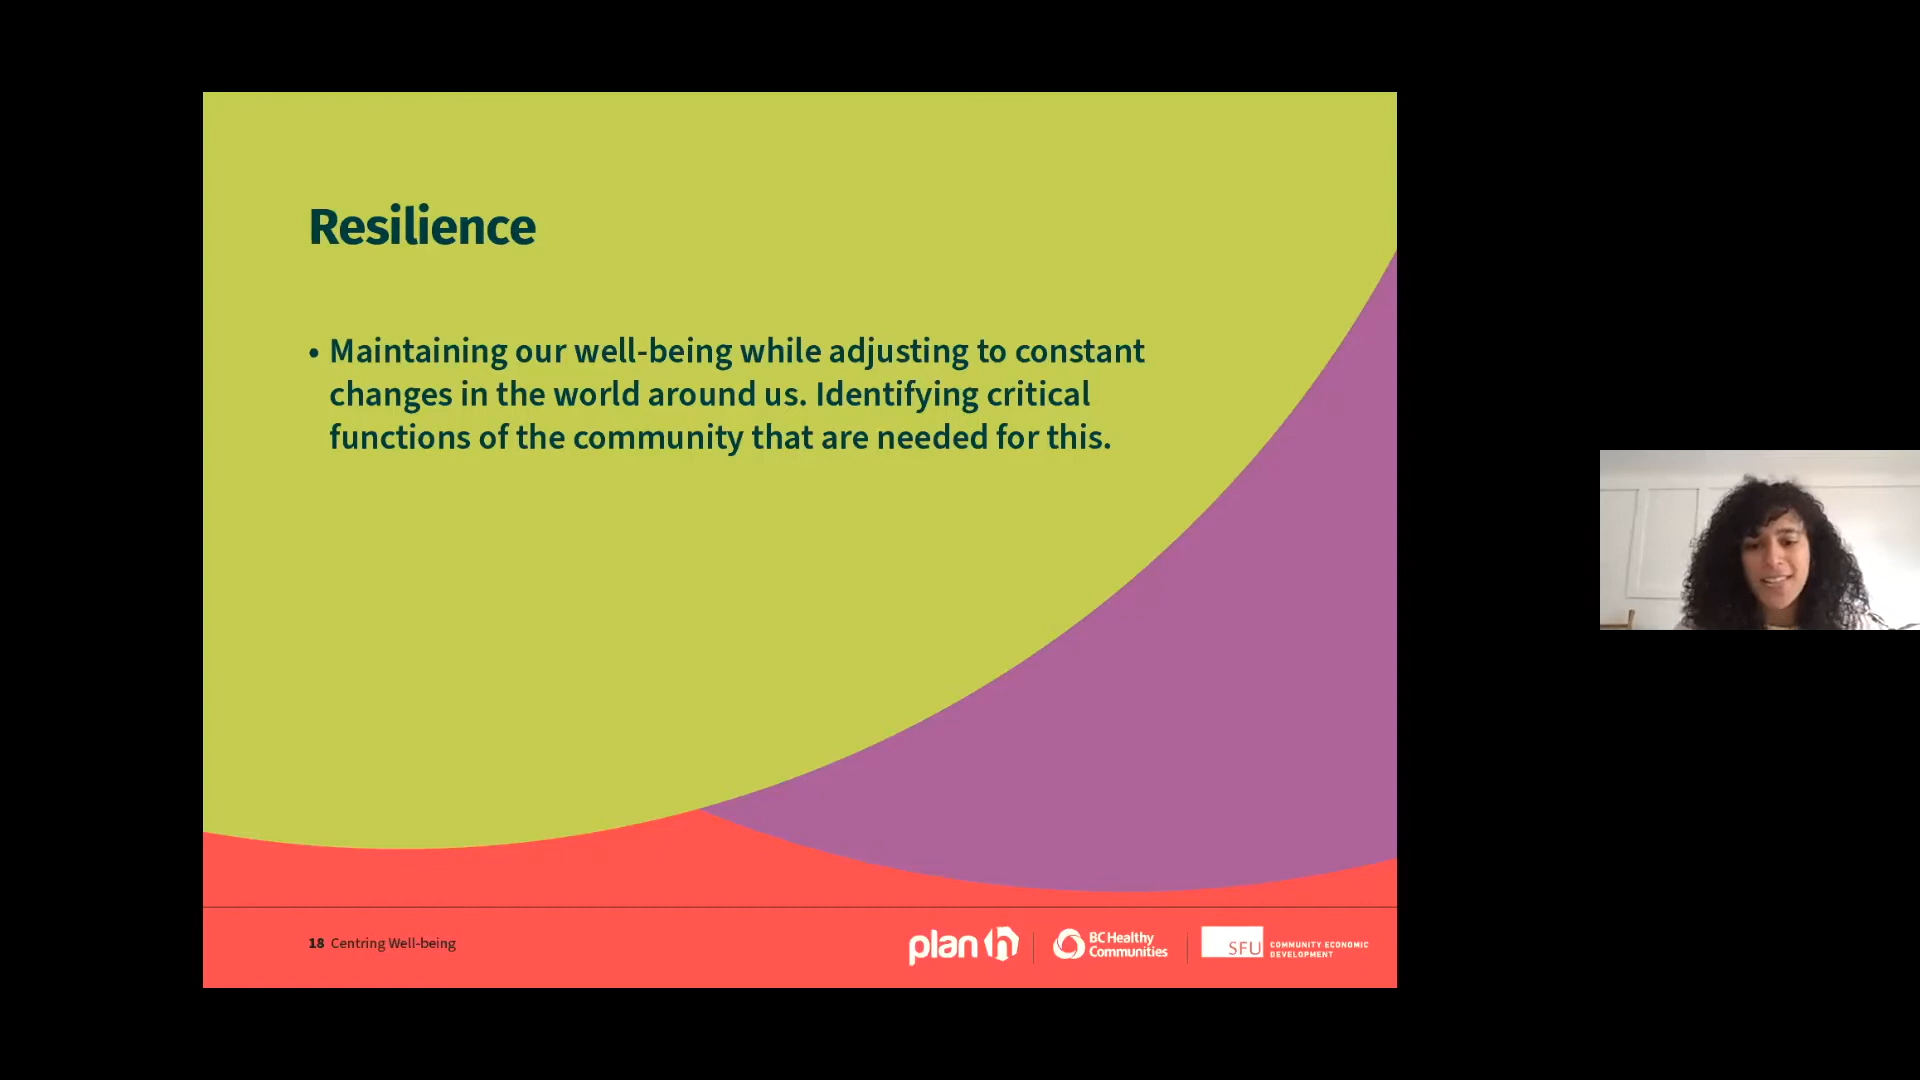 Resilience
• Maintaining our well-being while adjusting to constant
changes in the world around us. Identifying critical
functions of the community that are needed for this.
18 Centring Well-being
plan h
BC Healthy
Communities
SFU
COMMUNITY ECONOMIC
DEVELOPMENT